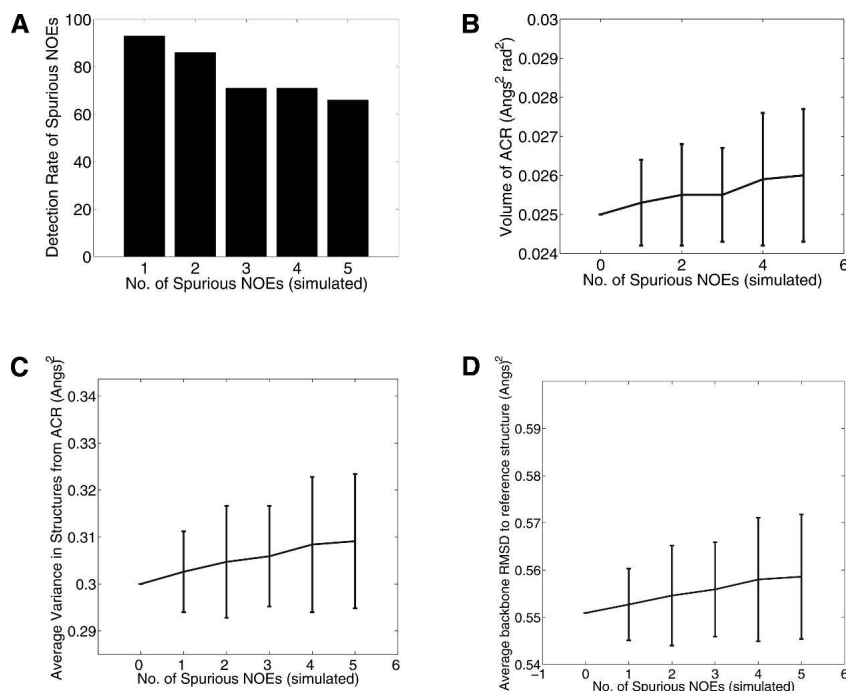 A
Detection Rate of Spurious NOEs
100
80
60
40
20
0
1 2 3 4 5
No. of Spurious NOEs (simulated)
B
Volume of ACR (Angs² rad²)
0.03
0.029
0.028
0.027
0.026
0.025
0.024
0 2 4 6
No. of Spurious NOEs (simulated)
C
Average Variance in Structures from ACR (Angs)²
0.34
0.33
0.32
0.31
0.3
0.29
0 1 2 3 4 5 6
No. of Spurious NOEs (simulated)
D
Average backbone RMSD to reference structure (Angs)²
0.59
0.58
0.57
0.56
0.55
0.54
−1 0 1 2 3 4 5 6
No. of Spurious NOEs (simulated)